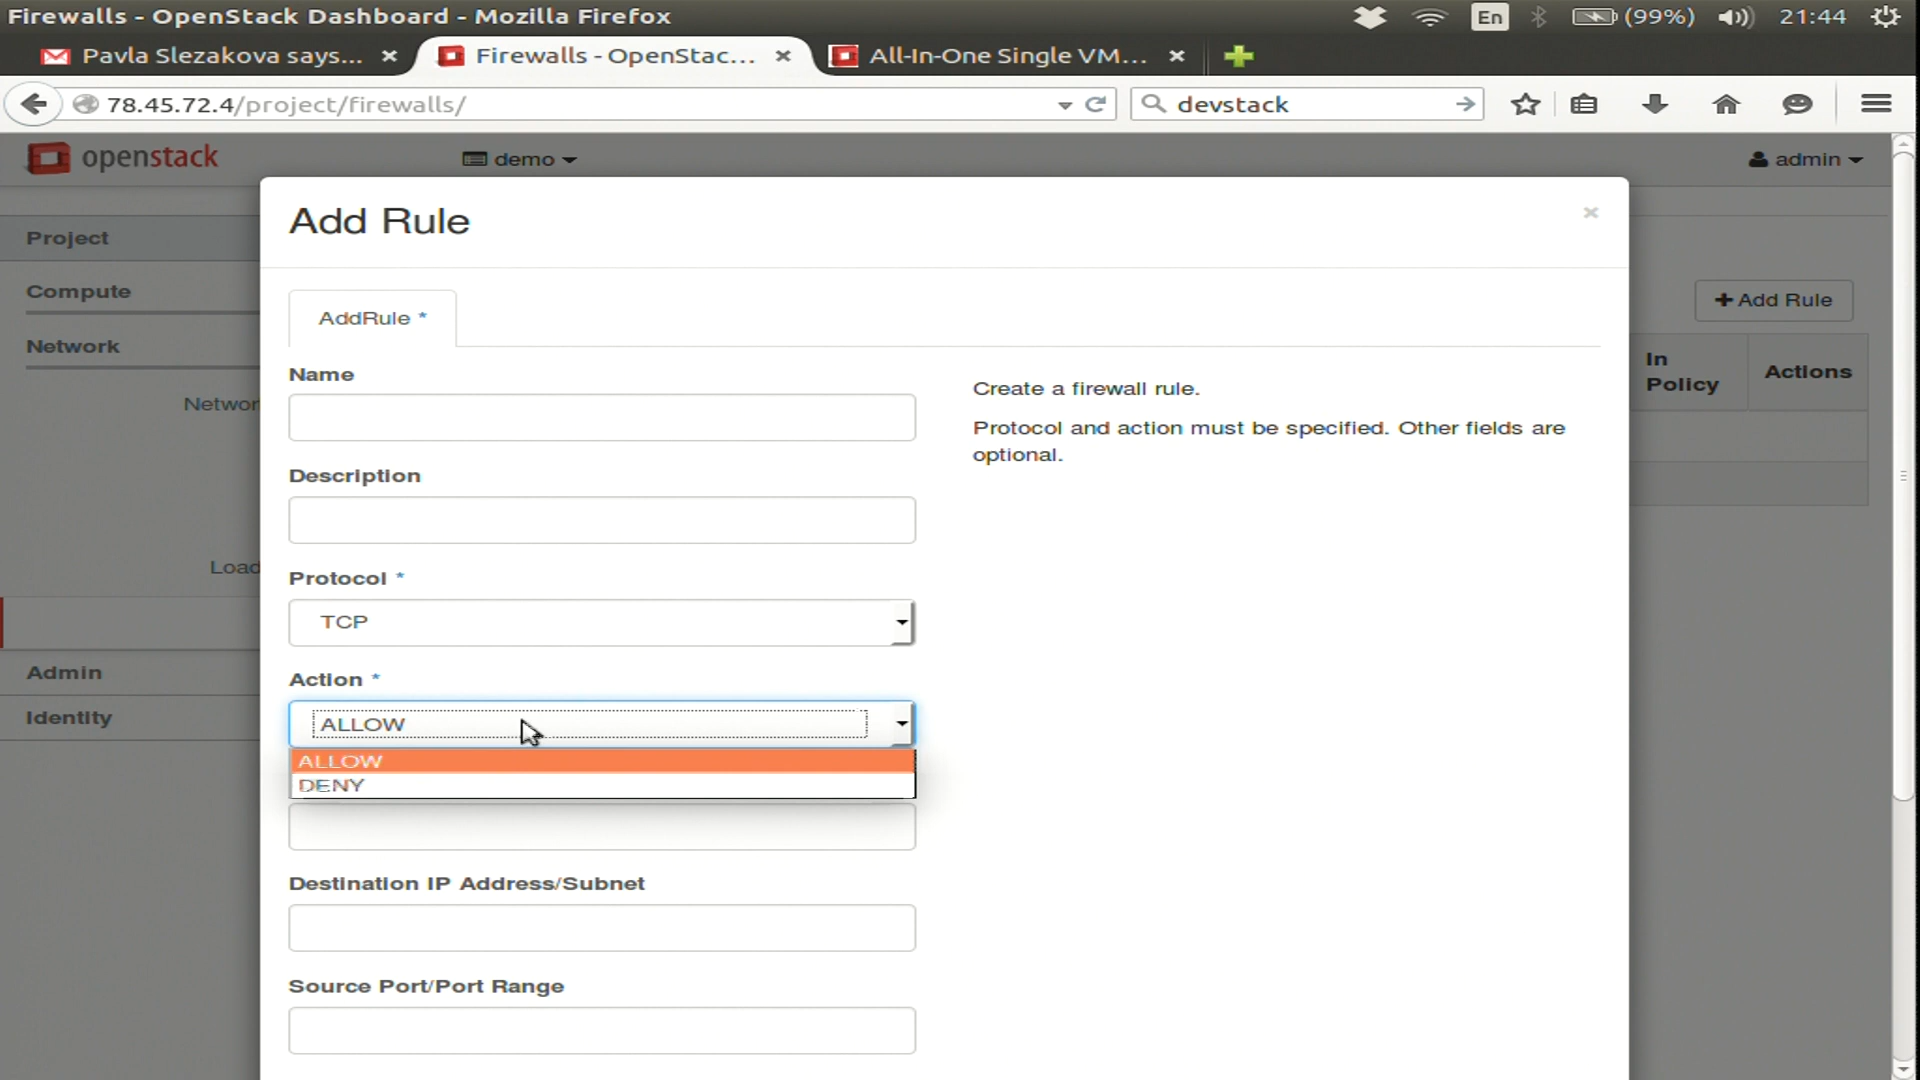 Firewalls - OpenStack Dashboard - Mozilla Firefox
En
(99%)
21:44
Pavla Slezakova says...
Firewalls - OpenStac...
All-In-One Single VM...
78.45.72.4/project/firewalls/
devstack
openstack
demo
admin
Add Rule
Project
Compute
Network
Networ
Load
Admin
Identity
Add Rule
In
Policy
Actions
AddRule *
Name
Create a firewall rule.
Protocol and action must be specified. Other fields are
optional.
Description
Protocol *
TCP
Action *
ALLOW
ALLOW
DENY
Destination IP Address/Subnet
Source Port/Port Range